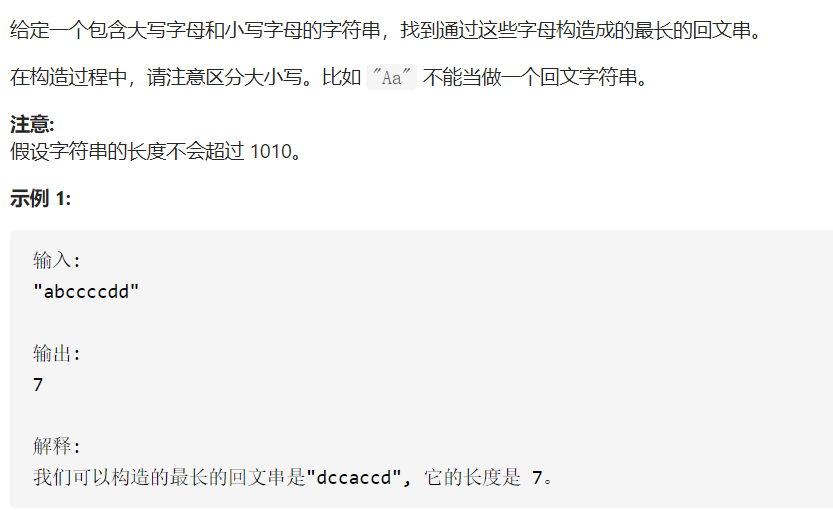 给定一个包含大写字母和小写字母的字符串，找到通过这些字母构造成的最长的回文串。
在构造过程中，请注意区分大小写。比如 "Aa" 不能当做一个回文字符串。
注意:
假设字符串的长度不会超过 1010。
示例 1:
输入:
"abccccdd"
输出:
7
解释:
我们可以构造的最长的回文串是"dccaccd", 它的长度是 7。